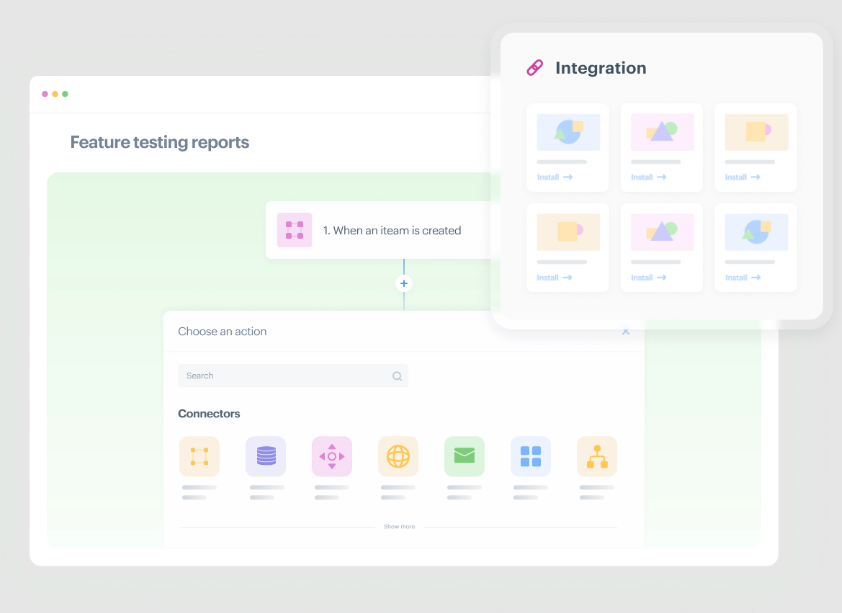 Integration
Install
Install
Install
Install
Install
Install
Feature testing reports
1. When an iteam is created
Choose an action
Search
Connectors
Show more